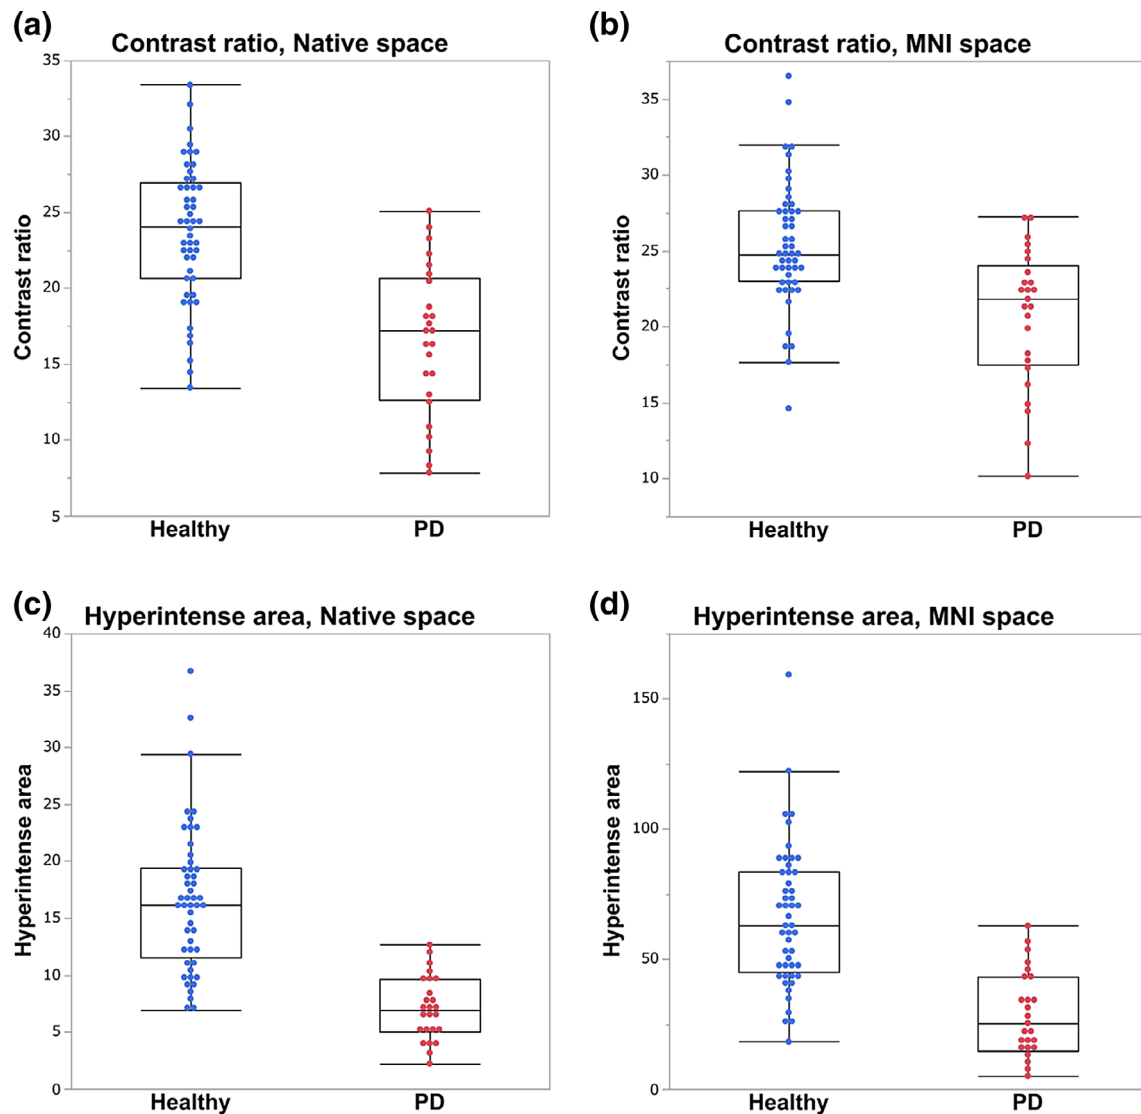 (a)
Contrast ratio, Native space
35
30
25
20
15
10
5
Contrast ratio
Healthy
PD
(b)
Contrast ratio, MNI space
35
30
25
20
15
10
Contrast ratio
Healthy
PD
(c)
Hyperintense area, Native space
40
35
30
25
20
15
10
5
0
Hyperintense area
Healthy
PD
(d)
Hyperintense area, MNI space
150
100
50
0
Hyperintense area
Healthy
PD